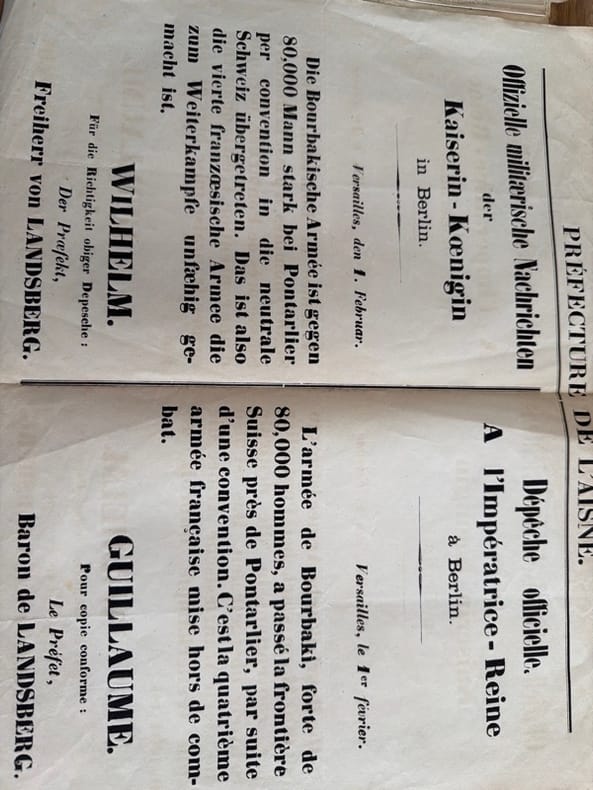 PRÉFECTURE DE L'AISNE.
Offizielle militærische Nachrichten
der
Kaiserin - Kœnigin
in Berlin.
Versailles, den 1. Februar.
Die Bourbakische Armée ist gegen
80,000 Mann stark bei Pontarlier
per convention in die neutrale
Schweiz übergetreten. Das ist also
die vierte franzœsische Armee die
zum Weiterkampfe unfæhig ge-
macht ist.
WILHELM.
Für die Richtigkeit obiger Depesche :
Der Præfekt,
Freiherr von LANDSBERG.
Dépêche officielle.
A l'Impératrice - Reine
à Berlin.
Versailles, le 1er février.
L'armée de Bourbaki, forte de
80,000 hommes, a passé la frontière
Suisse près de Pontarlier, par suite
d'une convention. C'est la quatrième
armée française mise hors de com-
bat.
GUILLAUME.
Pour copie conforme :
Le Préfet,
Baron de LANDSBERG.